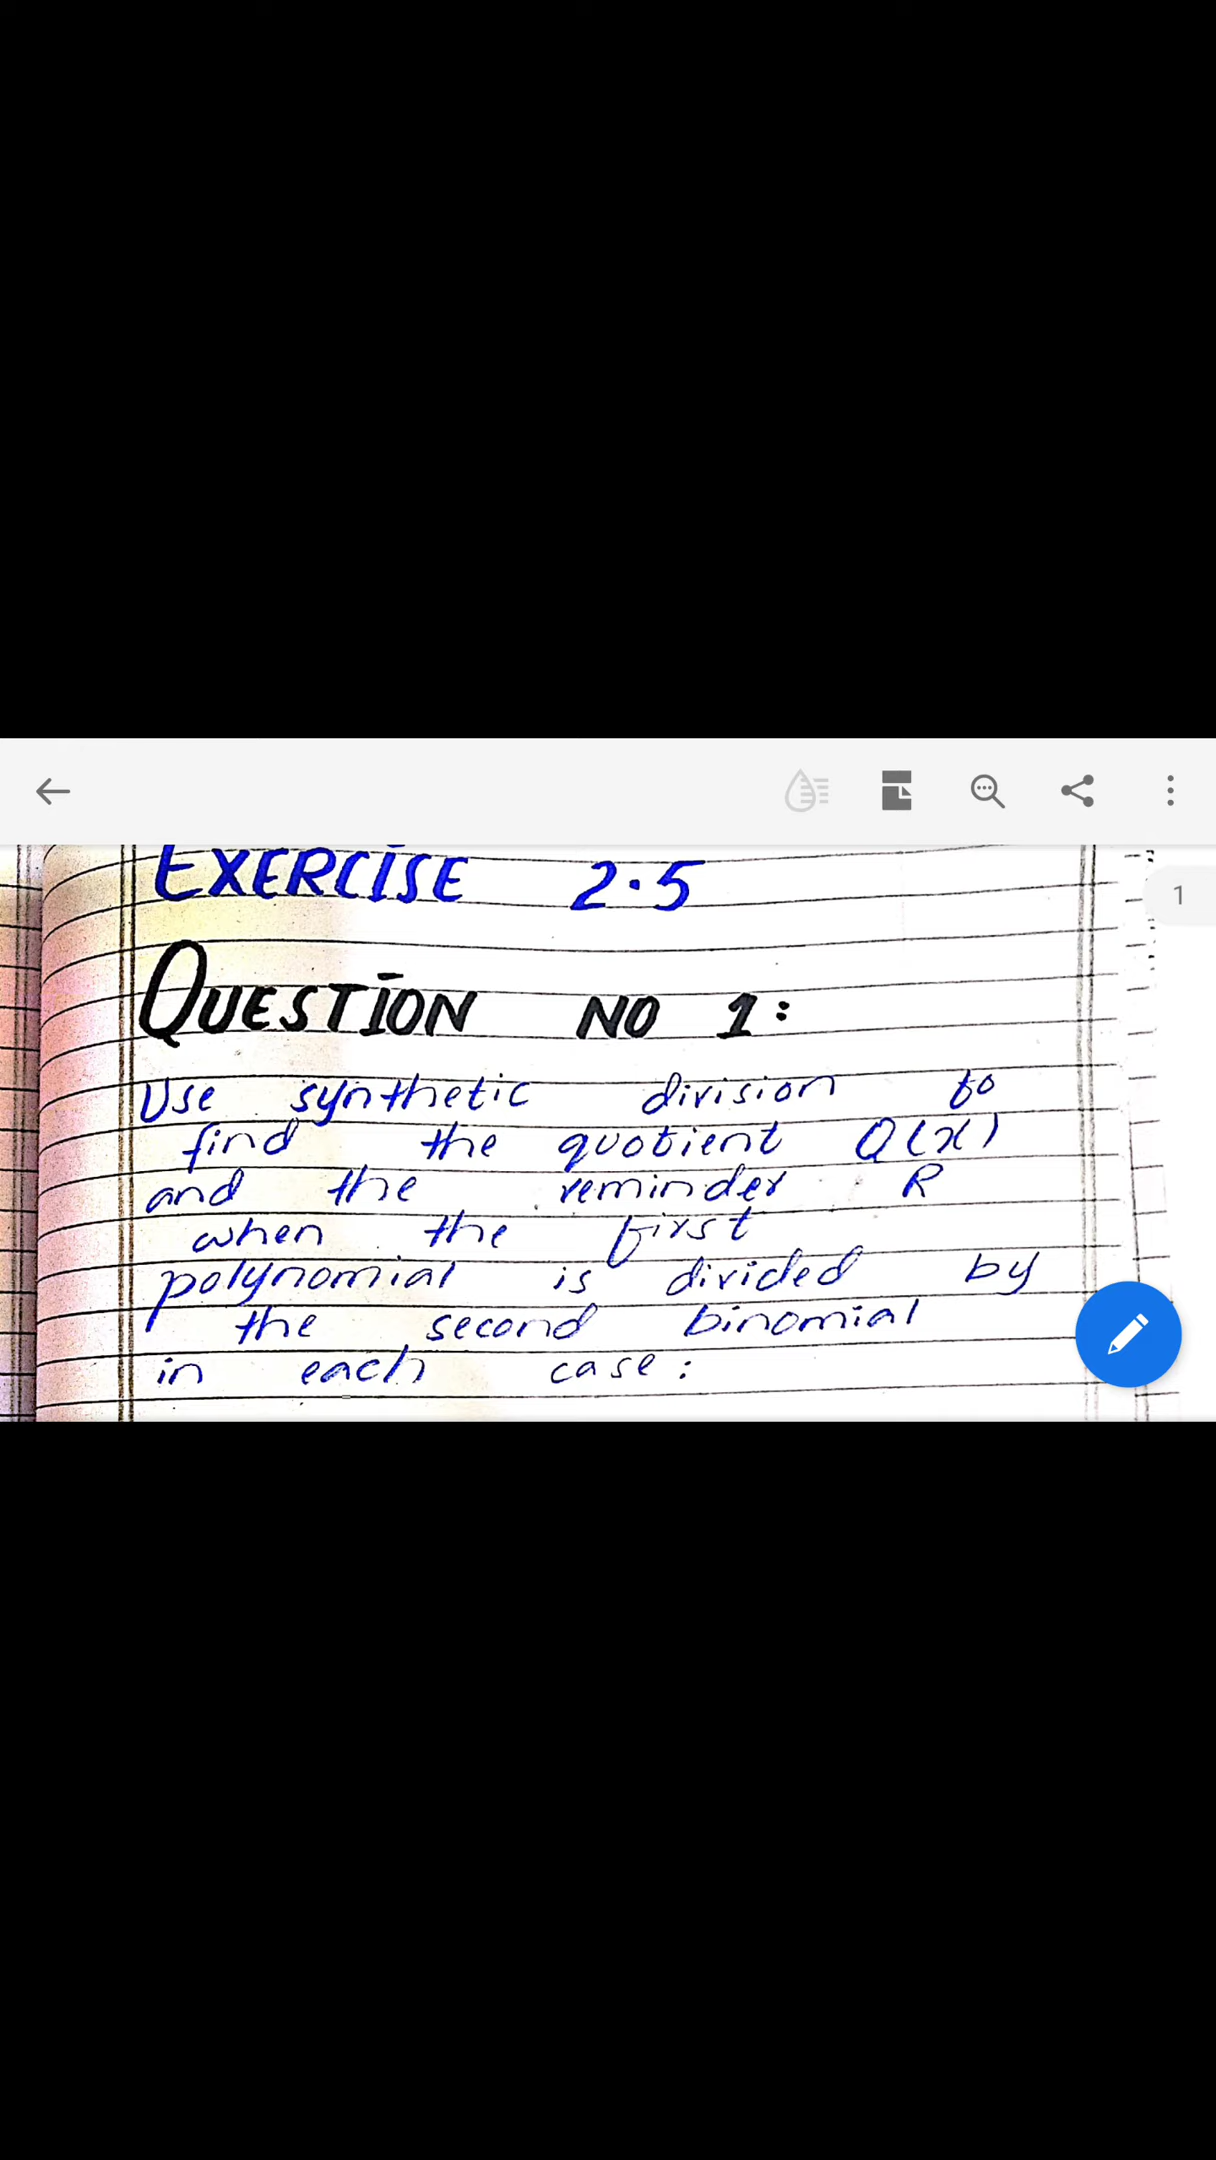 EXERCISE 2.5
1
QUESTION NO 1:
Use synthetic division to
find the quotient Q(x)
and the reminder R
when the first
polynomial is divided by
the second binomial
in each case: